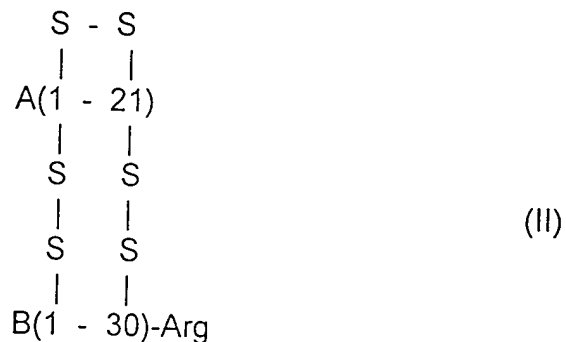 S - S
| |
A(1 - 21)
| |
S S
| |
S S (II)
| |
B(1 - 30)-Arg